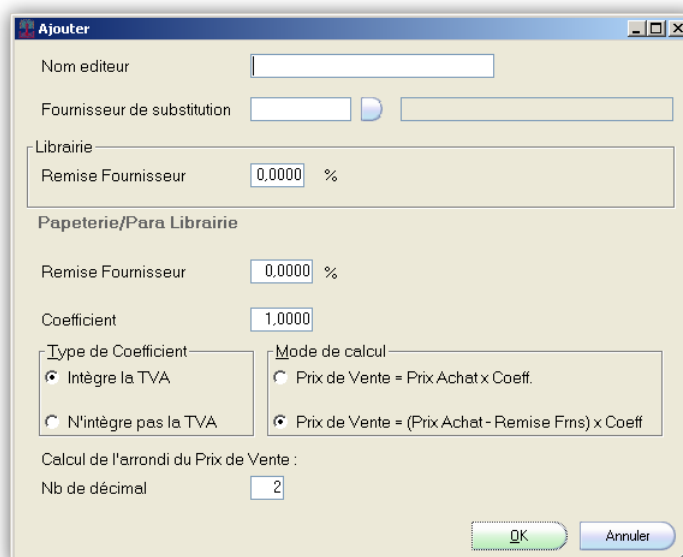 Ajouter
Nom editeur
Fournisseur de substitution
Librairie
Remise Fournisseur 0,0000 %
Papeterie/Para Librairie
Remise Fournisseur 0,0000 %
Coefficient 1,0000
Type de Coefficient
Intègre la TVA
N'intègre pas la TVA
Mode de calcul
Prix de Vente = Prix Achat x Coeff.
Prix de Vente = (Prix Achat - Remise Frns) x Coeff
Calcul de l'arrondi du Prix de Vente :
Nb de décimal 2
OK Annuler